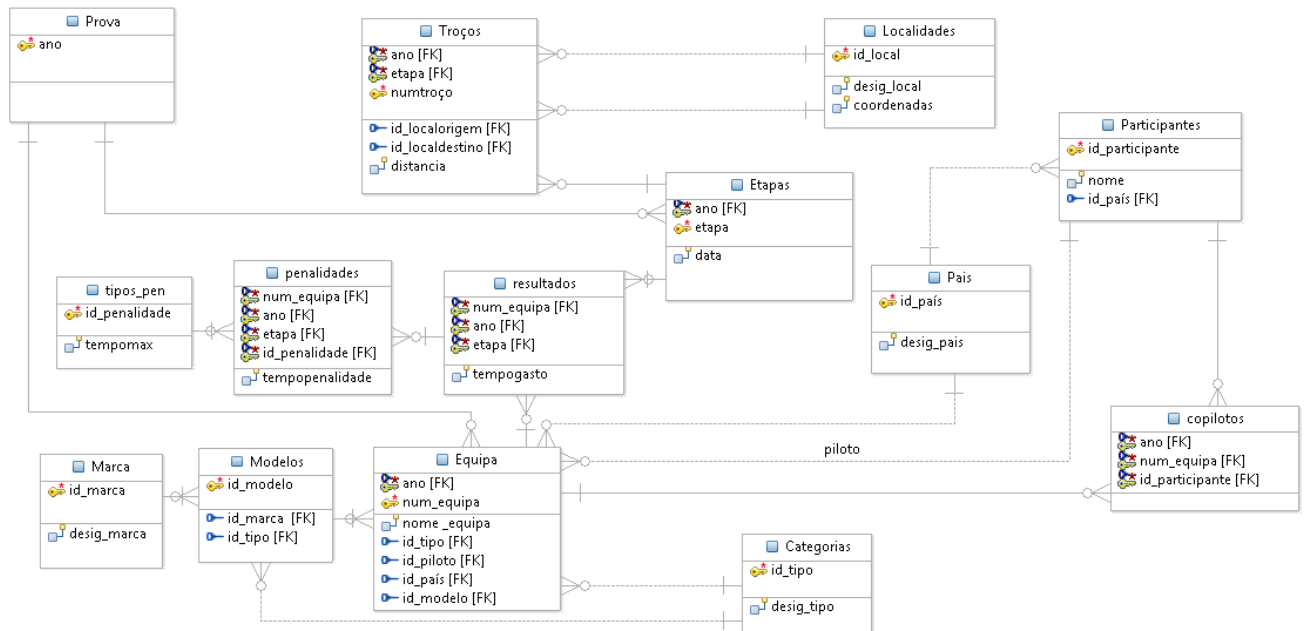 Prova
ano
Troços
ano [FK]
etapa [FK]
numtroço
id_localorigem [FK]
id_localdestino [FK]
distancia
Localidades
id_local
desig_local
coordenadas
Participantes
id_participante
nome
id_país [FK]
Etapas
ano [FK]
etapa
data
tipos_pen
id_penalidade
tempomax
penalidades
num_equipa [FK]
ano [FK]
etapa [FK]
id_penalidade [FK]
tempopenalidade
resultados
num_equipa [FK]
ano [FK]
etapa [FK]
tempogasto
Pais
id_país
desig_pais
copilotos
ano [FK]
num_equipa [FK]
id_participante [FK]
piloto
Marca
id_marca
desig_marca
Modelos
id_modelo
id_marca [FK]
id_tipo [FK]
Equipa
ano [FK]
num_equipa
nome _equipa
id_tipo [FK]
id_piloto [FK]
id_país [FK]
id_modelo [FK]
Categorias
id_tipo
desig_tipo